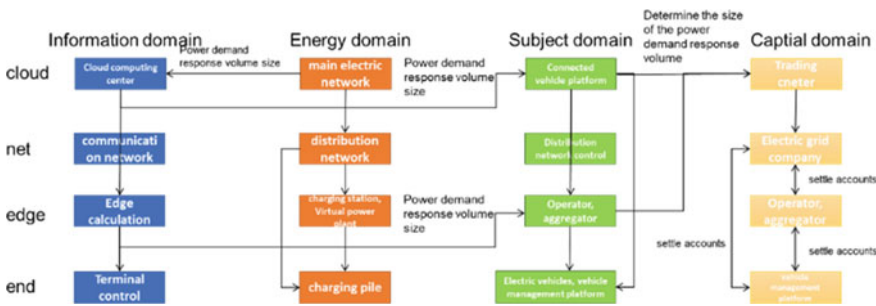 Determine the size
of the power
demand response
volume
Information domain
Energy domain
Subject domain
Captial domain
Power demand
response volume size
cloud
Cloud computing
center
main electric
network
Power demand
response volume
size
Connected
vehicle platform
Trading
cneter
net
communicati
on network
distribution
network
Distribution
network control
Electric grid
company
settle accounts
edge
Edge
calculation
charging station,
Virtual power
plant
Power demand
response volume
size
Operator,
aggregator
Operator,
aggregator
settle accounts
settle accounts
end
Terminal
control
charging pile
Electric vehicles, vehicle
management platform
vehicle
management
platform